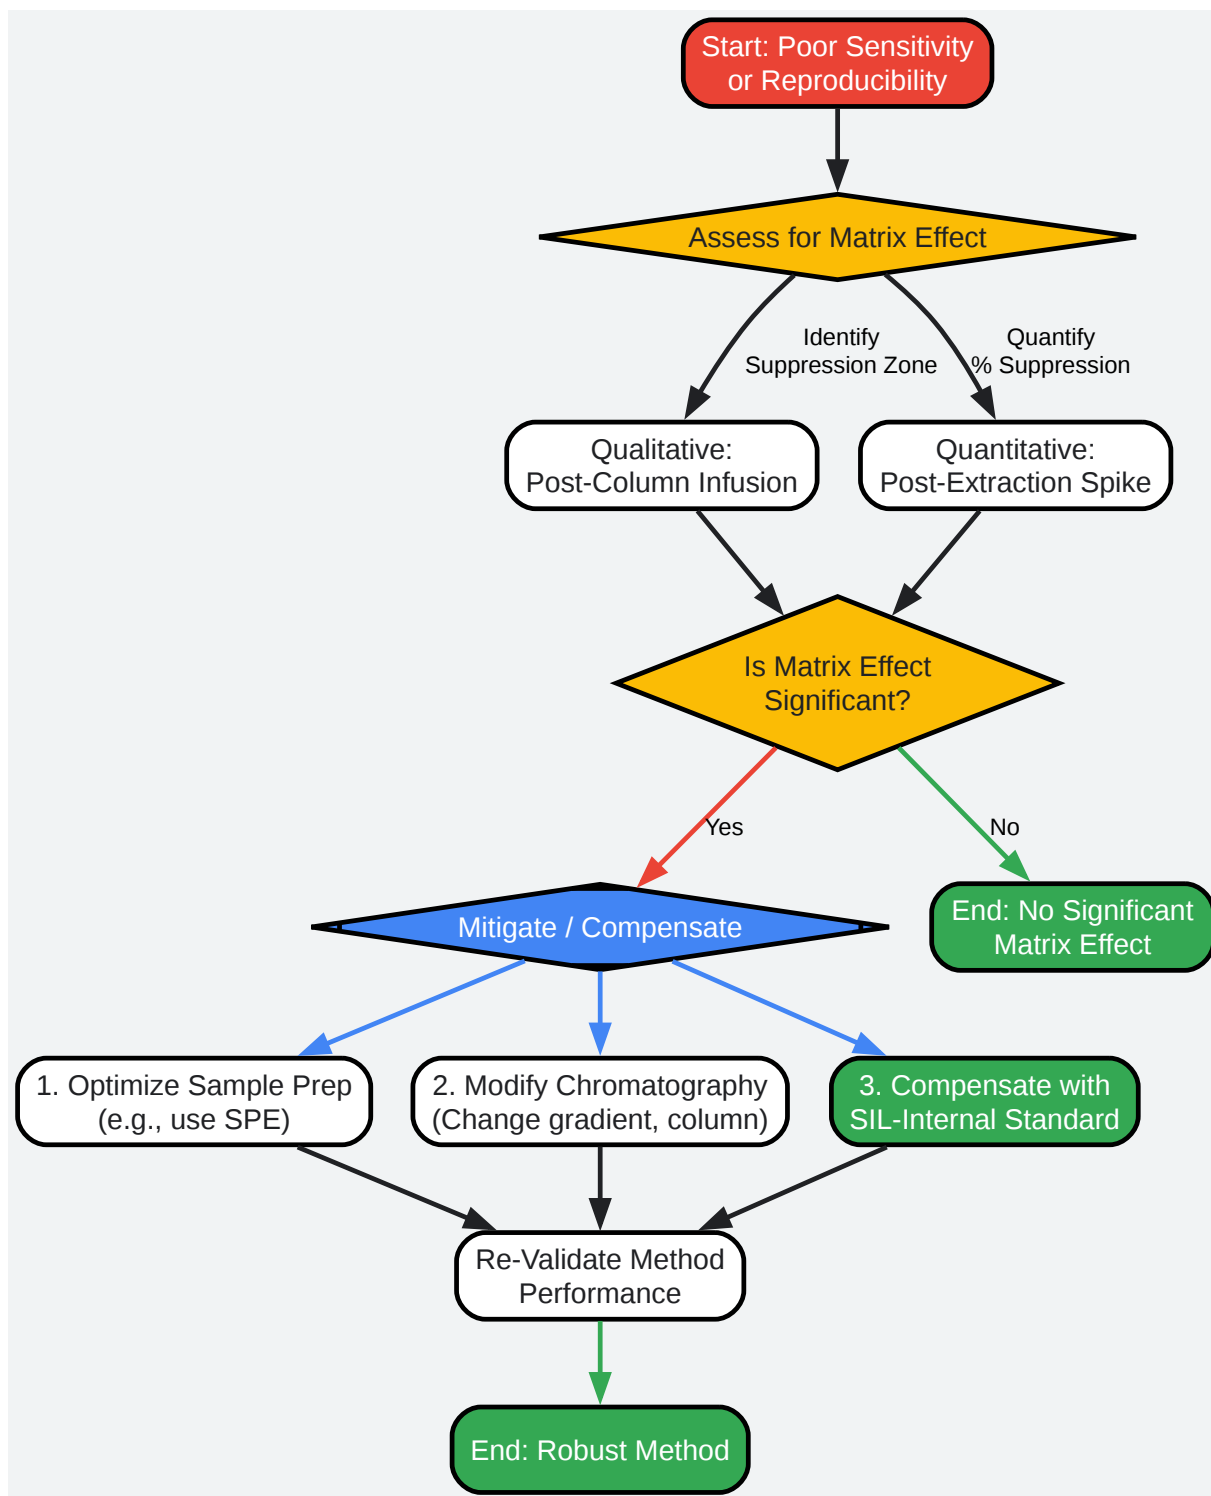 Start: Poor Sensitivity
or Reproducibility
Assess for Matrix Effect
Identify
Suppression Zone
Quantify
% Suppression
Qualitative:
Post-Column Infusion
Quantitative:
Post-Extraction Spike
Is Matrix Effect
Significant?
Yes
No
Mitigate / Compensate
End: No Significant
Matrix Effect
1. Optimize Sample Prep
(e.g., use SPE)
2. Modify Chromatography
(Change gradient, column)
3. Compensate with
SIL-Internal Standard
Re-Validate Method
Performance
End: Robust Method